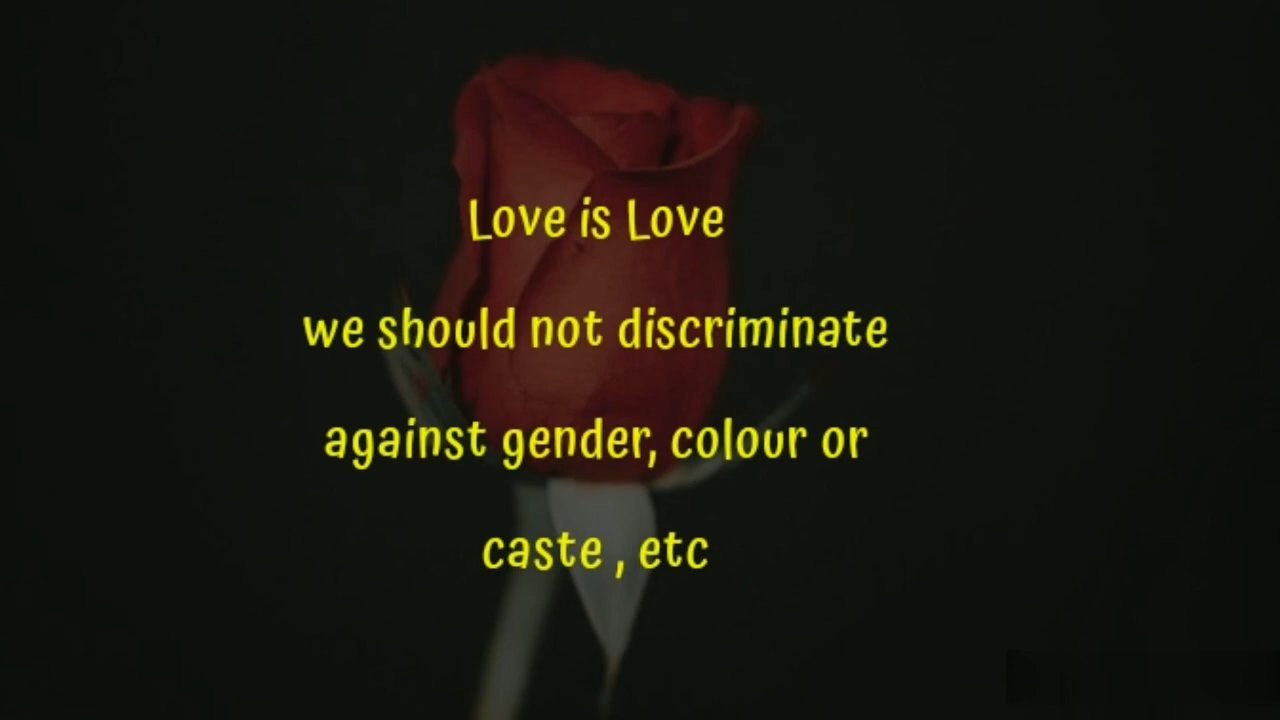 Love is Love
we should not discriminate
against gender, colour or
caste , etc